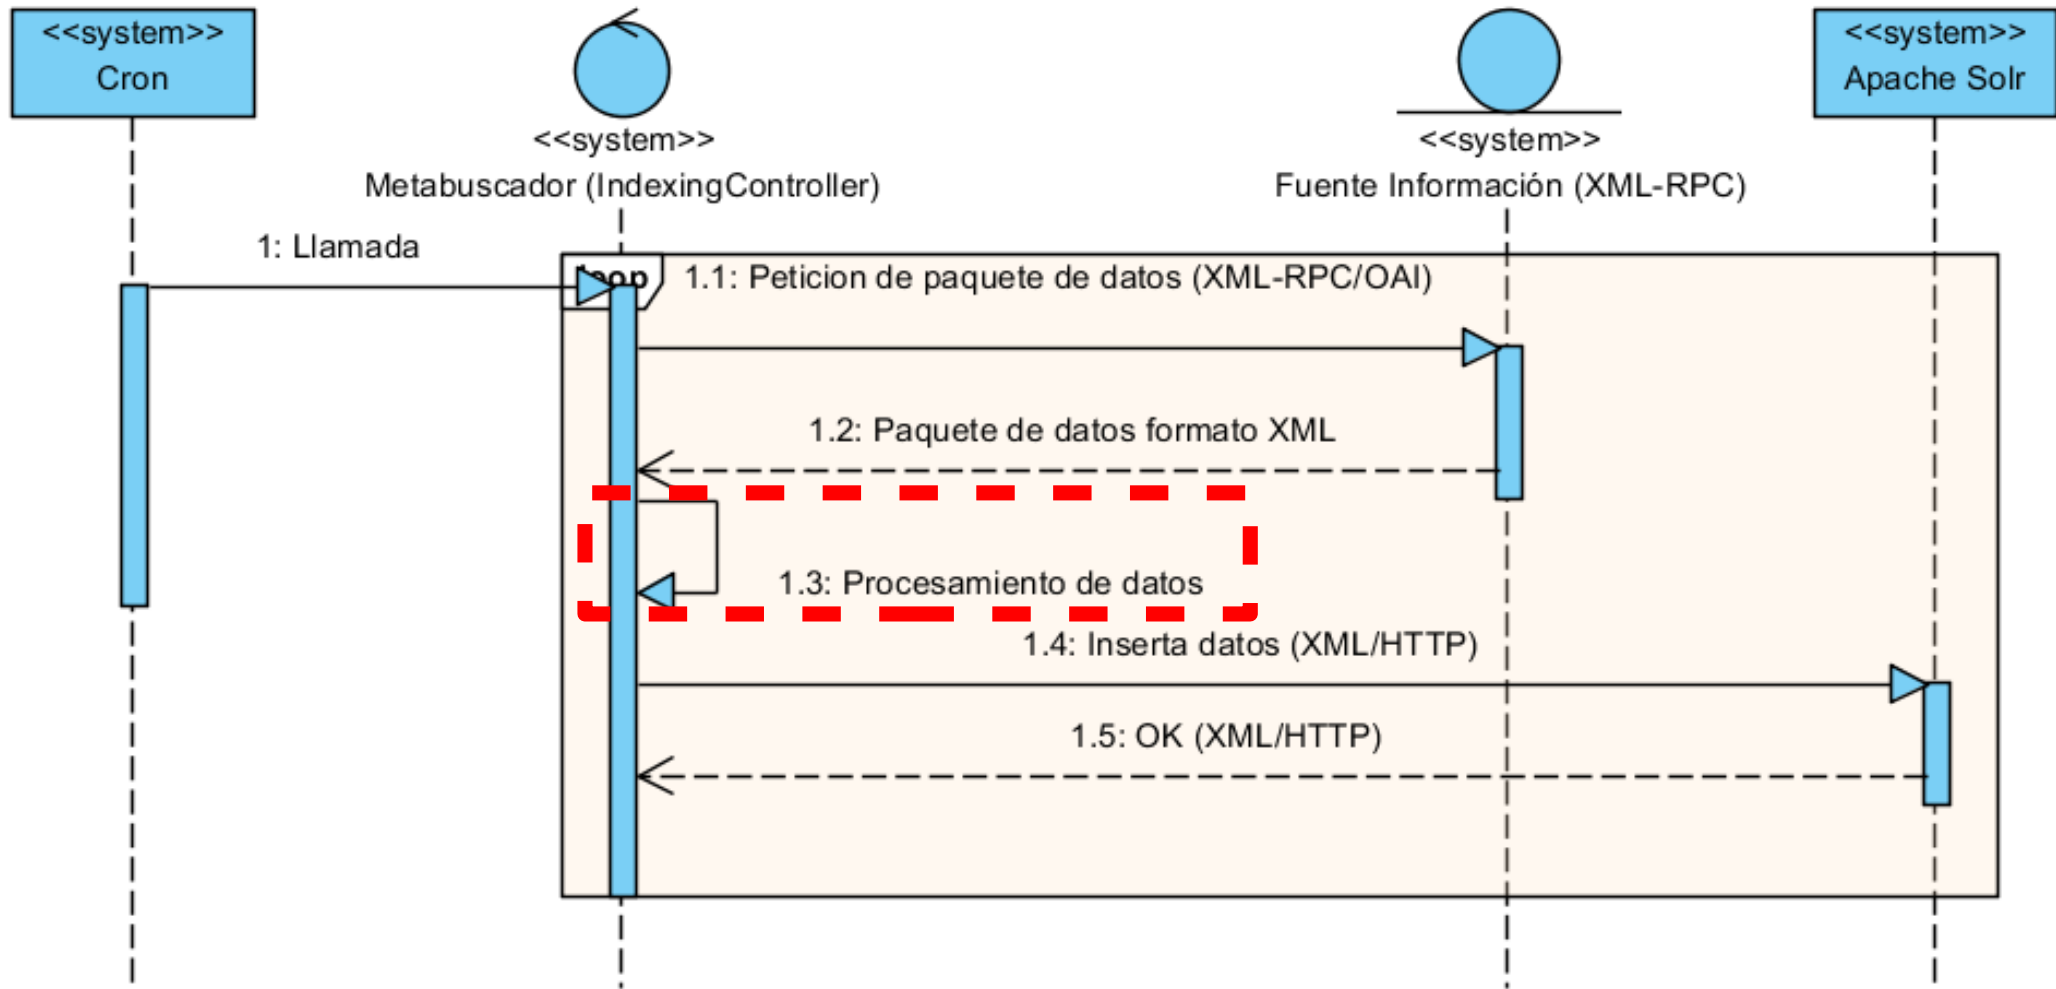 <<system>>
Cron
<<system>>
Metabuscador (IndexingController)
<<system>>
Fuente Información (XML-RPC)
<<system>>
Apache Solr
1: Llamada
loop
1.1: Peticion de paquete de datos (XML-RPC/OAI)
1.2: Paquete de datos formato XML
1.3: Procesamiento de datos
1.4: Inserta datos (XML/HTTP)
1.5: OK (XML/HTTP)